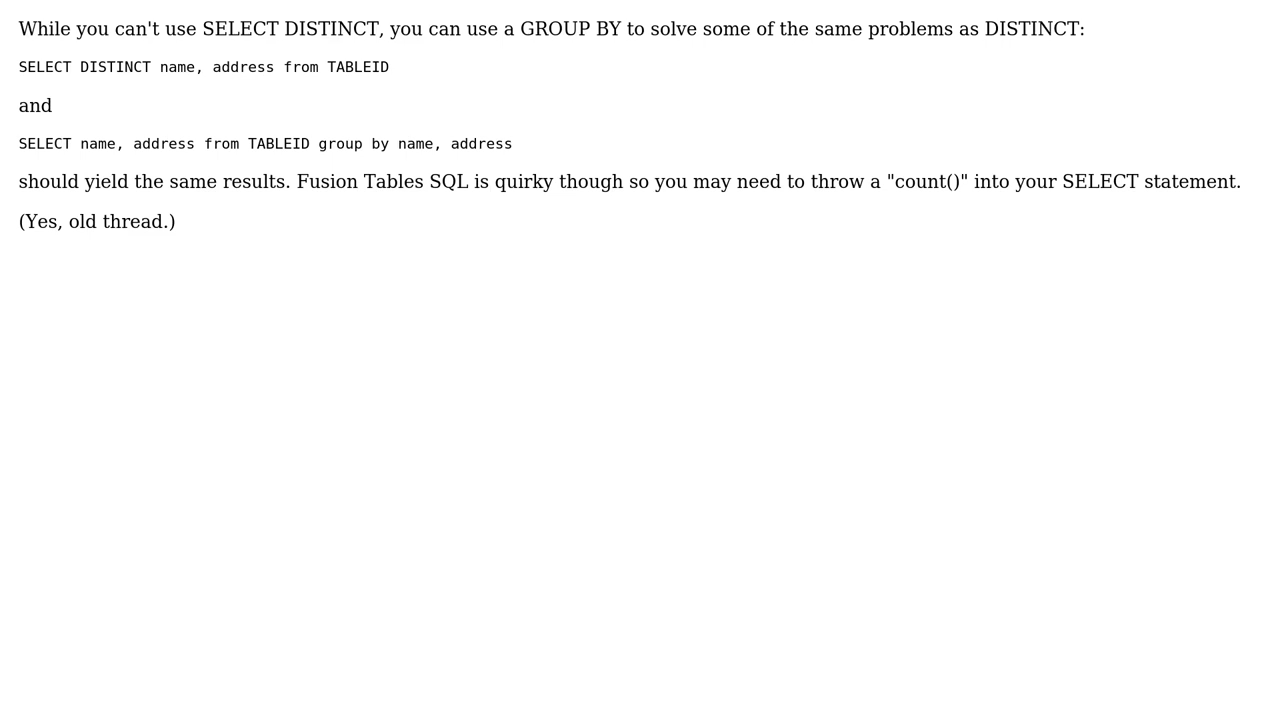 While you can't use SELECT DISTINCT, you can use a GROUP BY to solve some of the same problems as DISTINCT:
SELECT DISTINCT name, address from TABLEID
and
SELECT name, address from TABLEID group by name, address
should yield the same results. Fusion Tables SQL is quirky though so you may need to throw a "count()" into your SELECT statement.
(Yes, old thread.)